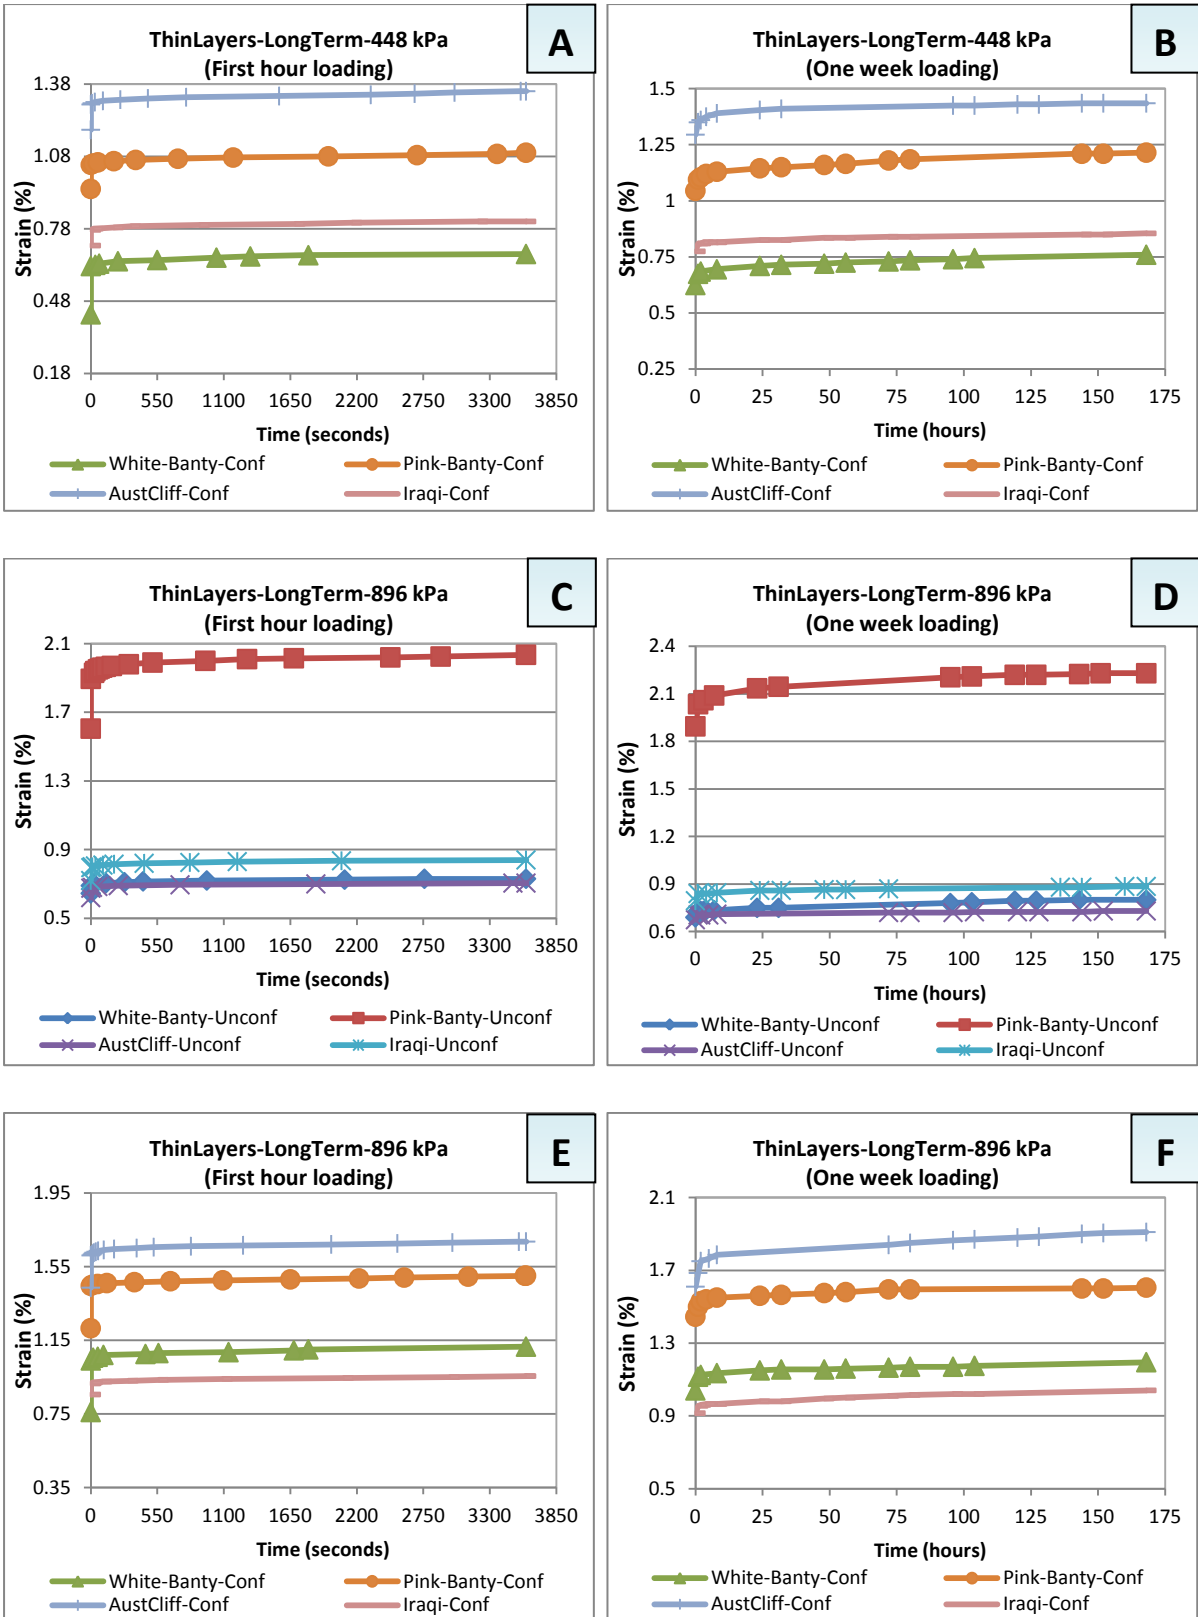 ThinLayers-LongTerm-448 kPa
(First hour loading)
A
Strain (%)
1.38
1.08
0.78
0.48
0.18
0 550 1100 1650 2200 2750 3300 3850
Time (seconds)
White-Banty-Conf Pink-Banty-Conf
AustCliff-Conf Iraqi-Conf
ThinLayers-LongTerm-448 kPa
(One week loading)
B
Strain (%)
1.5
1.25
1
0.75
0.5
0.25
0 25 50 75 100 125 150 175
Time (hours)
White-Banty-Conf Pink-Banty-Conf
AustCliff-Conf Iraqi-Conf
ThinLayers-LongTerm-896 kPa
(First hour loading)
C
Strain (%)
2.1
1.7
1.3
0.9
0.5
0 550 1100 1650 2200 2750 3300 3850
Time (seconds)
White-Banty-Unconf Pink-Banty-Unconf
AustCliff-Unconf Iraqi-Unconf
ThinLayers-LongTerm-896 kPa
(One week loading)
D
Strain (%)
2.4
2.1
1.8
1.5
1.2
0.9
0.6
0 25 50 75 100 125 150 175
Time (hours)
White-Banty-Unconf Pink-Banty-Unconf
AustCliff-Unconf Iraqi-Unconf
ThinLayers-LongTerm-896 kPa
(First hour loading)
E
Strain (%)
1.95
1.55
1.15
0.75
0.35
0 550 1100 1650 2200 2750 3300 3850
Time (seconds)
White-Banty-Conf Pink-Banty-Conf
AustCliff-Conf Iraqi-Conf
ThinLayers-LongTerm-896 kPa
(One week loading)
F
Strain (%)
2.1
1.7
1.3
0.9
0.5
0 25 50 75 100 125 150 175
Time (hours)
White-Banty-Conf Pink-Banty-Conf
AustCliff-Conf Iraqi-Conf